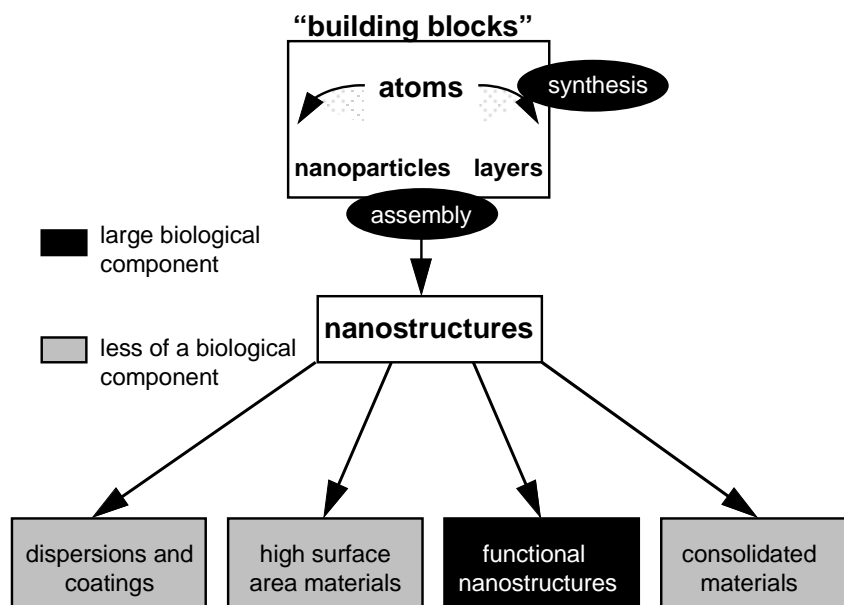 “building blocks”
atoms
synthesis
nanoparticles layers
assembly
large biological
component
nanostructures
less of a biological
component
dispersions and
coatings
high surface
area materials
functional
nanostructures
consolidated
materials